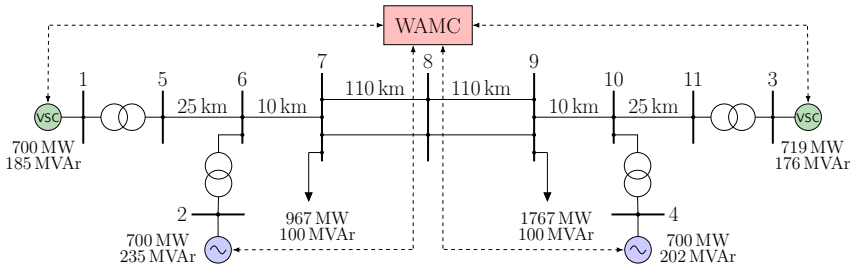 WAMC
7
8
9
1
5
6
10
11
3
110 km
110 km
25 km
10 km
10 km
25 km
VSC
VSC
700 MW
185 MVAr
719 MW
176 MVAr
2
967 MW
100 MVAr
1767 MW
100 MVAr
4
700 MW
235 MVAr
700 MW
202 MVAr